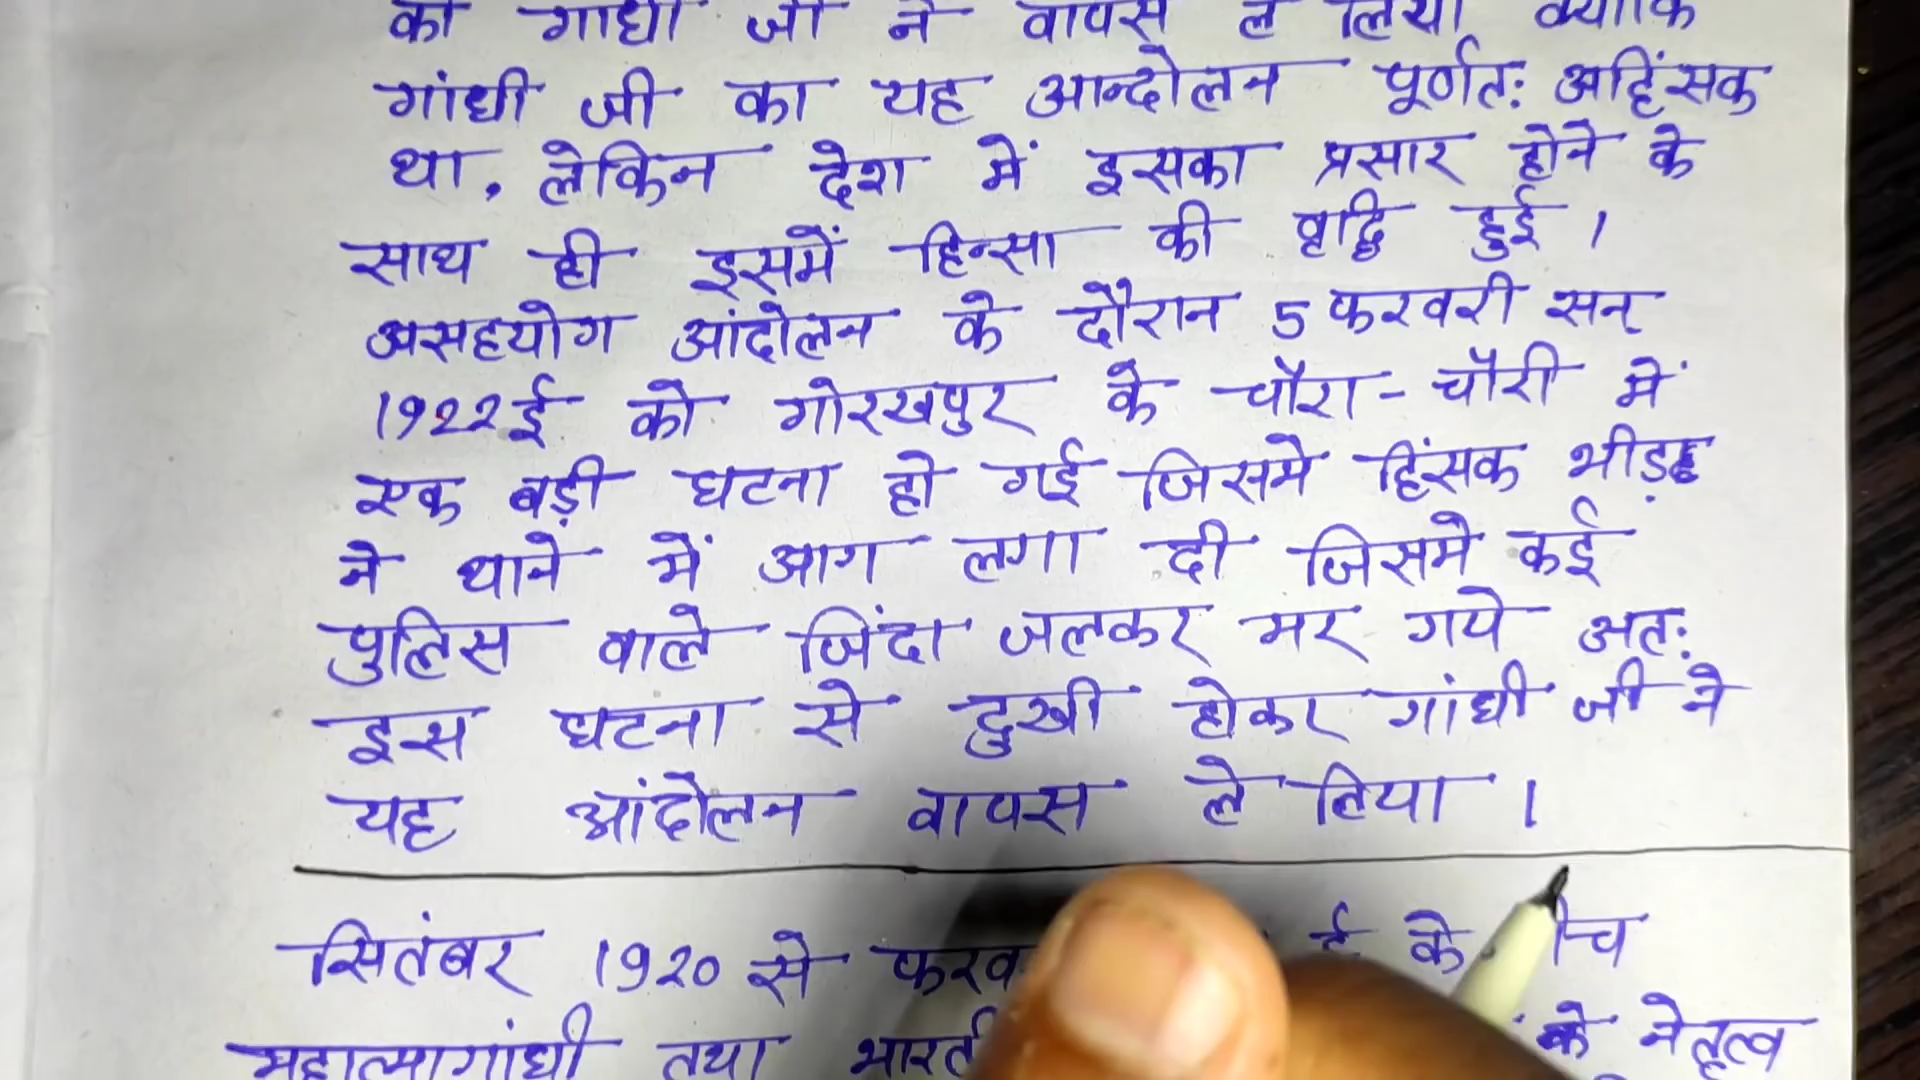 को गांधी जी ने वापस ले लिया क्योंकि
गांधी जी का यह आन्दोलन पूर्णतः अहिंसक
था, लेकिन देश में इसका प्रसार होने के
साथ ही इसमें हिन्सा की वृद्धि हुई ।
असहयोग आंदोलन के दौरान 5 फरवरी सन्
1922ई को गोरखपुर के चौरा-चौरी में
एक बड़ी घटना हो गई जिसमे हिंसक भीड़
ने थाने में आग लगा दी जिसमे कई
पुलिस वाले जिंदा जलकर मर गये अतः
इस घटना से दुखी होकर गांधी जी ने
यह आंदोलन वापस ले लिया ।
सितंबर 1920 से ई के
महात्मागांधी तथा के नेतृत्व